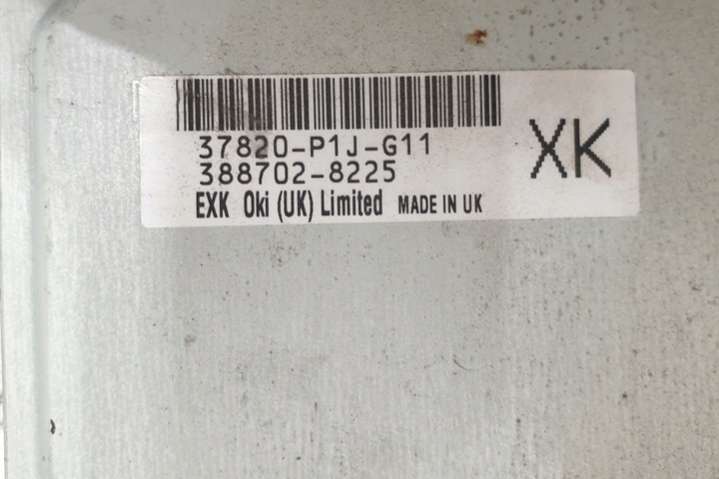 37820-P1J-G11
388702-8225
EXK Oki (UK) Limited MADE IN UK
XK